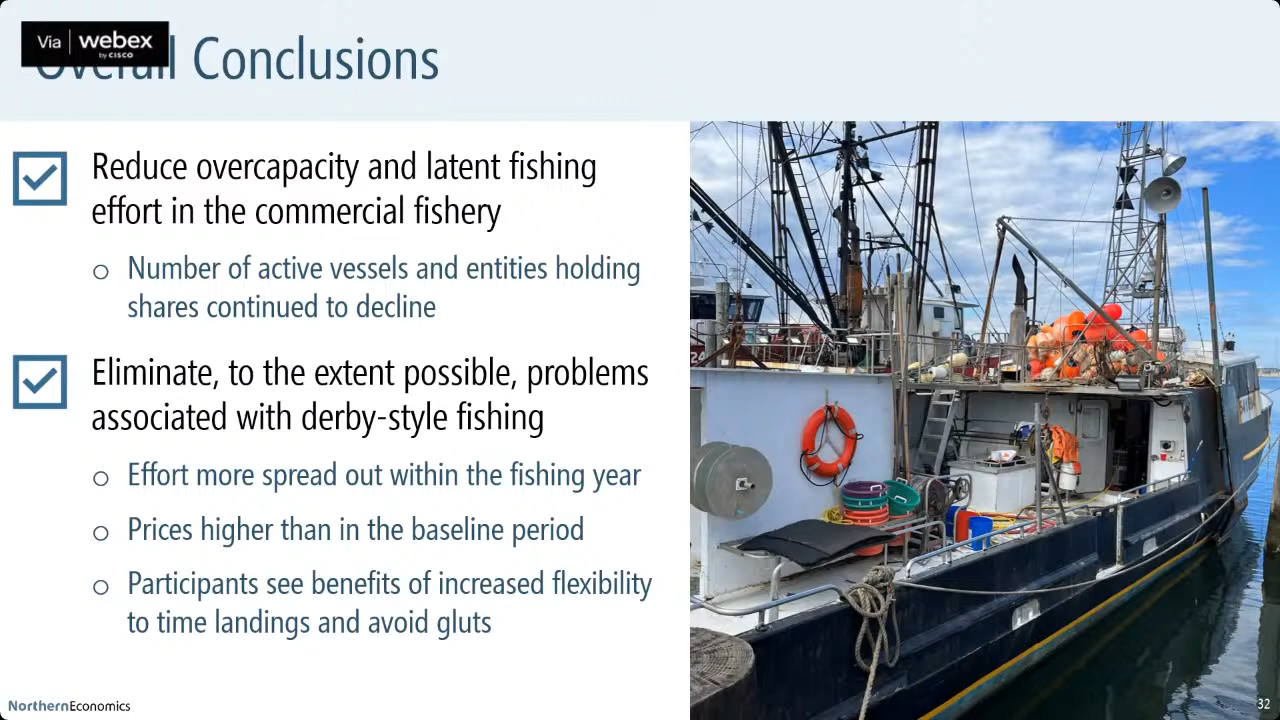 Via webex
by CISCO
Overall Conclusions
Reduce overcapacity and latent fishing
effort in the commercial fishery
o Number of active vessels and entities holding
shares continued to decline
Eliminate, to the extent possible, problems
associated with derby-style fishing
o Effort more spread out within the fishing year
o Prices higher than in the baseline period
o Participants see benefits of increased flexibility
to time landings and avoid gluts
NorthernEconomics
32